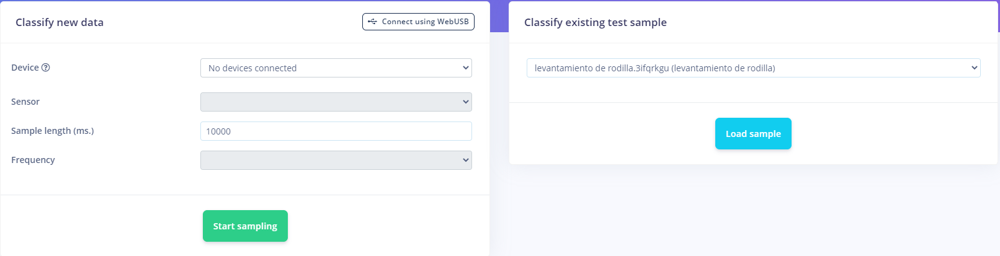 Classify new data
Connect using WebUSB
Device
No devices connected
Sensor
Sample length (ms.)
10000
Frequency
Start sampling
Classify existing test sample
levantamiento de rodilla.3ifqrkgu (levantamiento de rodilla)
Load sample